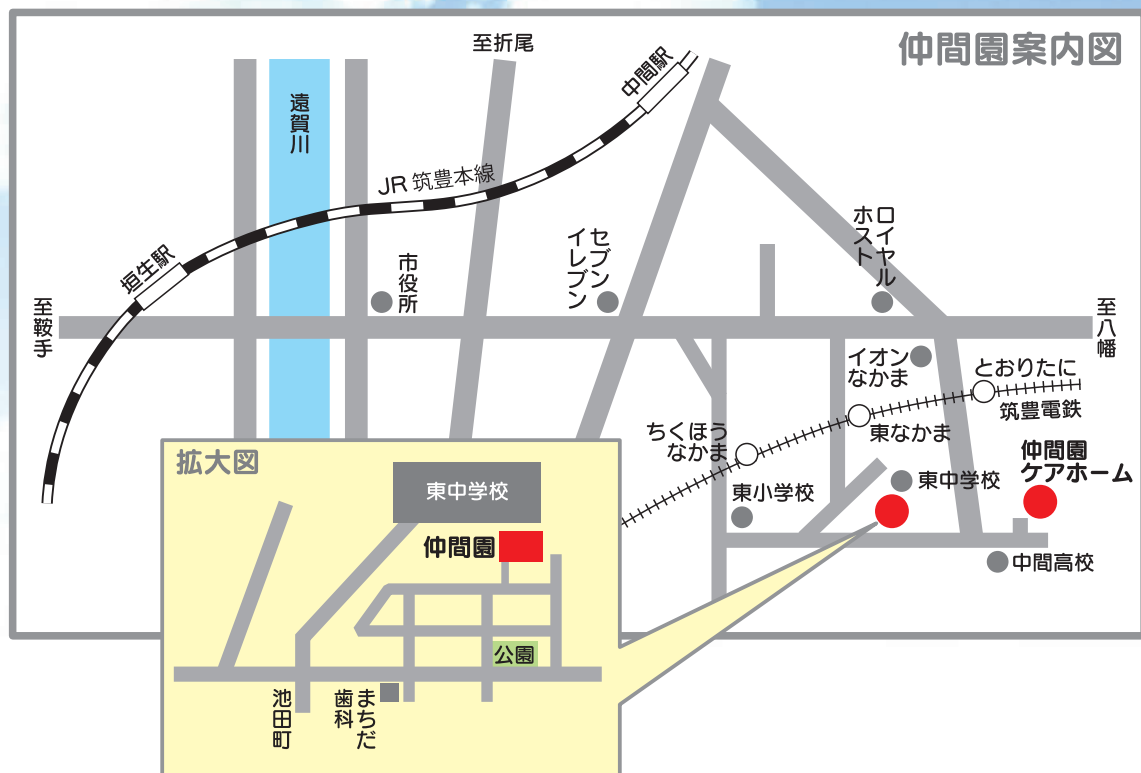 仲間園案内図
至折尾
中間駅
遠賀川
JR 筑豊本線
垣生駅
市役所
セブン
イレブン
ロイヤル
ホスト
至鞍手
至八幡
イオン
なかま
とおりたに
筑豊電鉄
東なかま
ちくほう
なかま
仲間園
ケアホーム
東中学校
東小学校
中間高校
拡大図
東中学校
仲間園
公園
池田町
まちだ
歯科